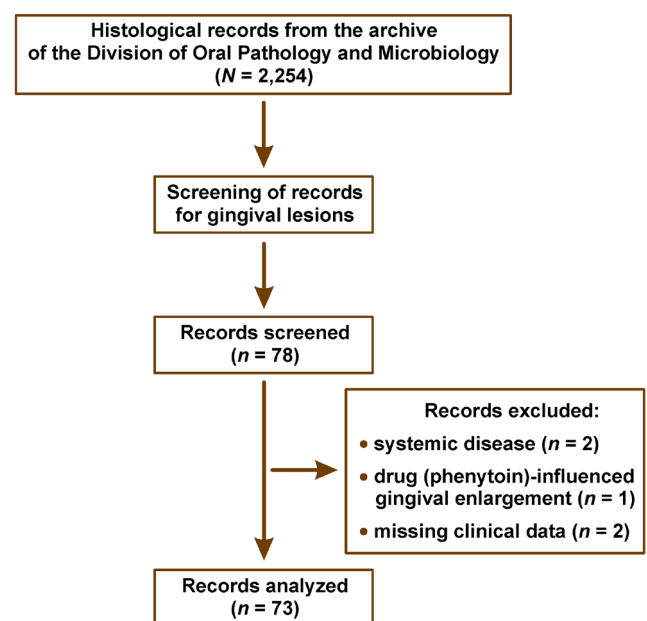 Histological records from the archive
of the Division of Oral Pathology and Microbiology
(N = 2,254)
Screening of records
for gingival lesions
Records screened
(n = 78)
Records excluded:
• systemic disease (n = 2)
• drug (phenytoin)-influenced
gingival enlargement (n = 1)
• missing clinical data (n = 2)
Records analyzed
(n = 73)